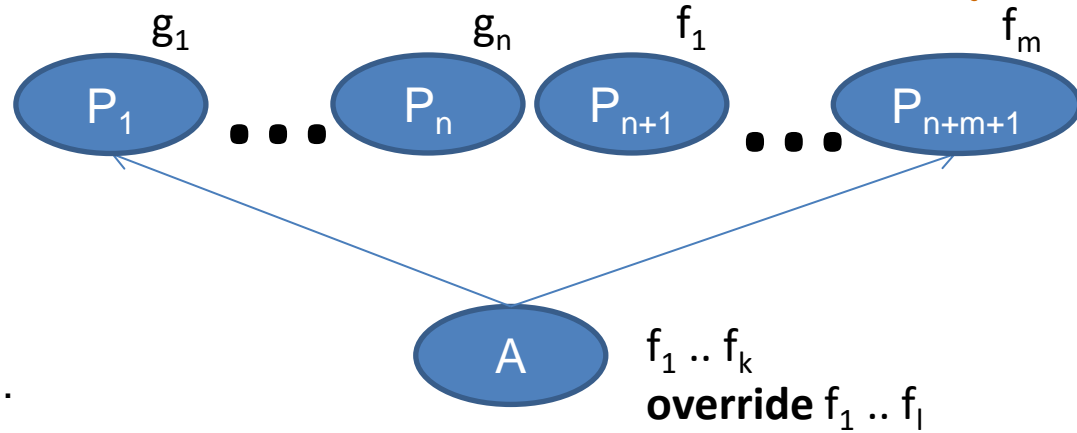 g₁ gₙ f₁ fₘ
P₁ ... Pₙ Pₙ₊₁ ... Pₙ₊ₘ₊₁
A
f₁ .. fₖ
.
override f₁ .. fₗ